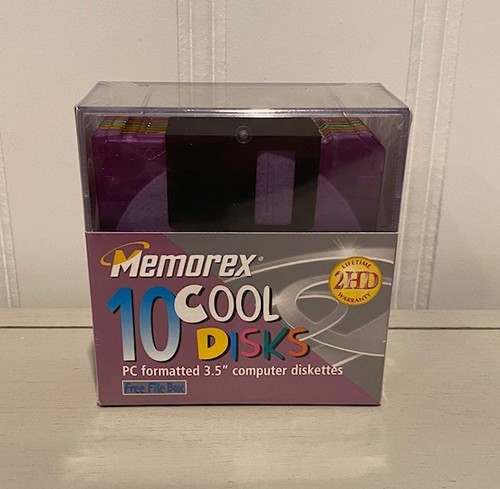 Memorex®
10 COOL
DISKS
PC formatted 3.5" computer diskettes
Free File Box
LIFETIME
2HD
WARRANTY